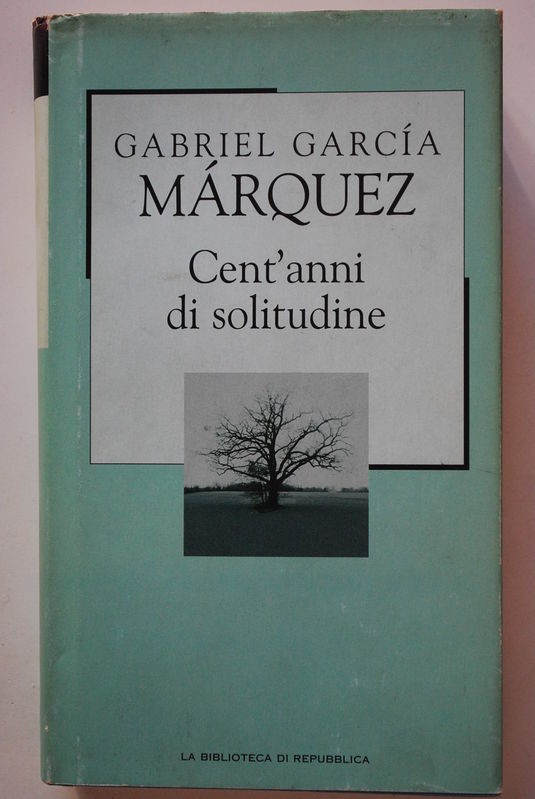 GABRIEL GARCÍA
MÁRQUEZ
Cent'anni
di solitudine
LA BIBLIOTECA DI REPUBBLICA